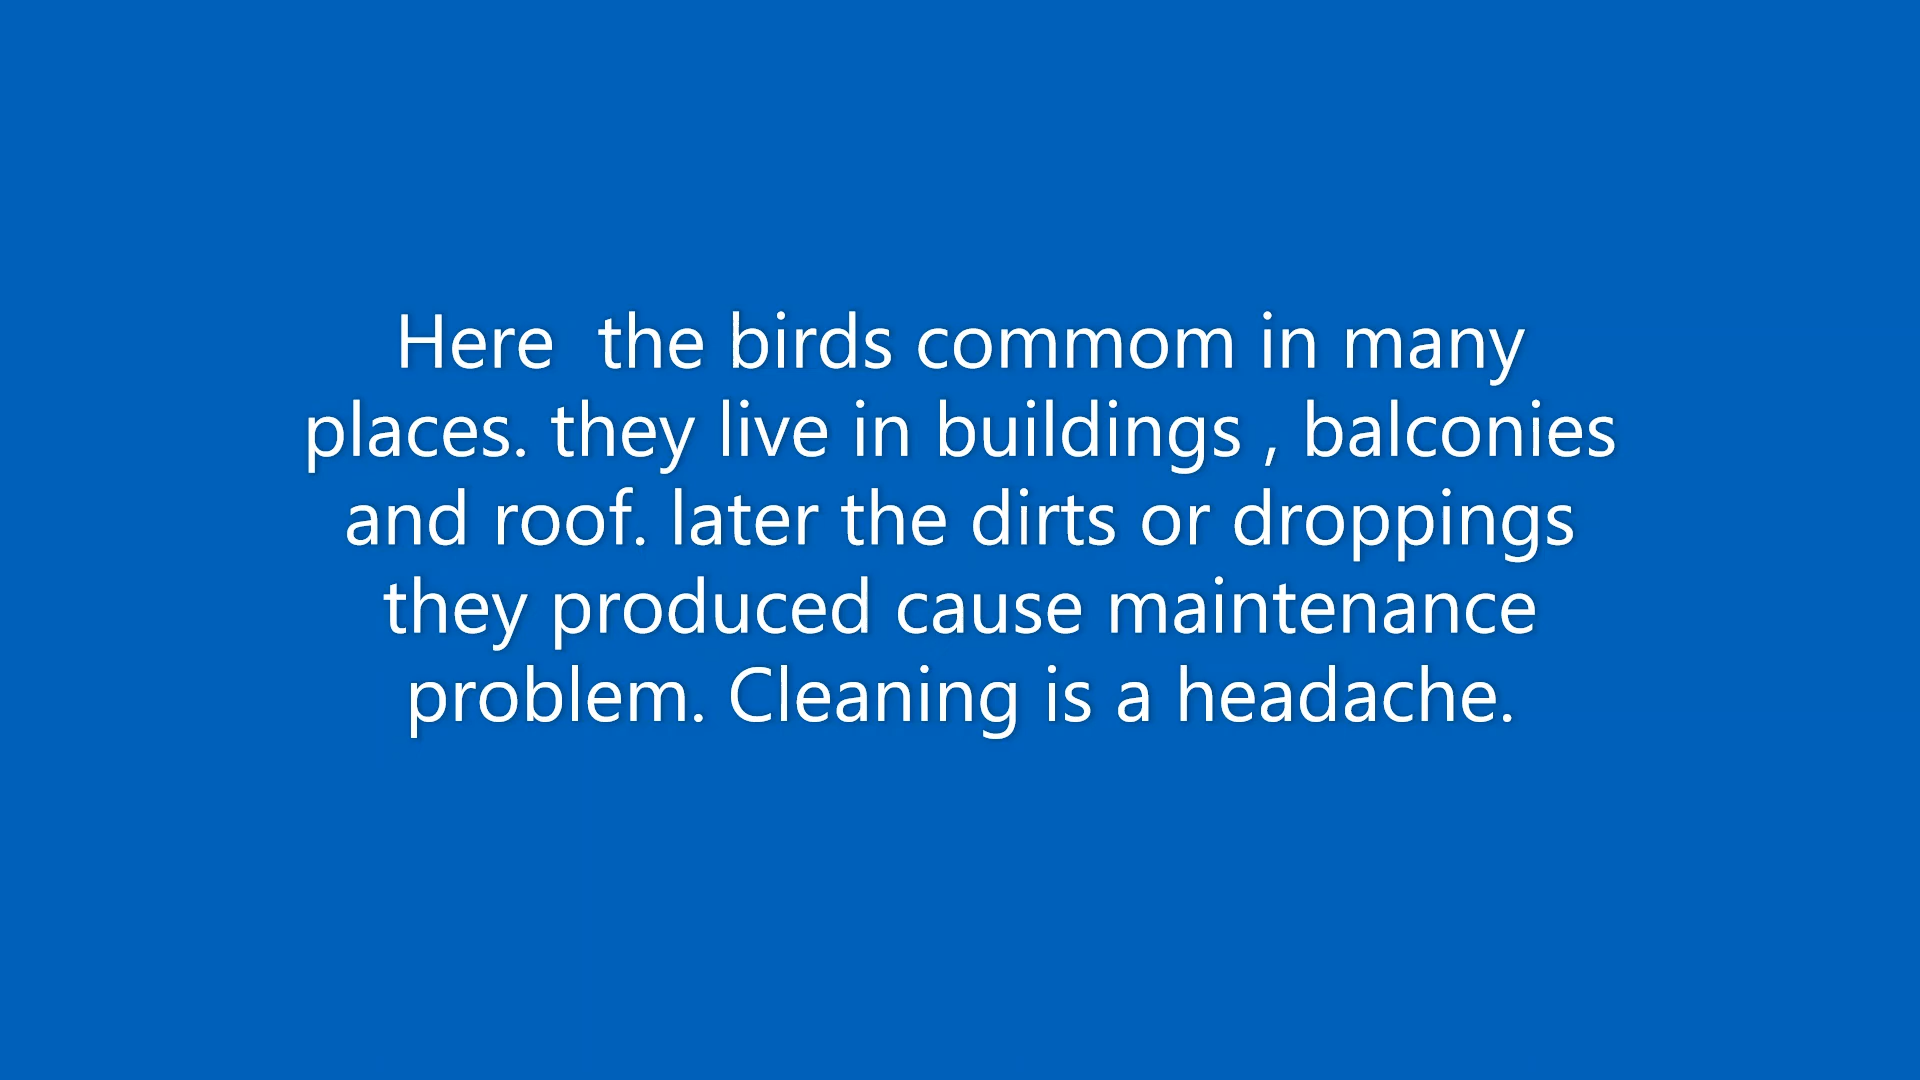 Here  the birds commom in many
places. they live in buildings , balconies
and roof. later the dirts or droppings
they produced cause maintenance
problem. Cleaning is a headache.